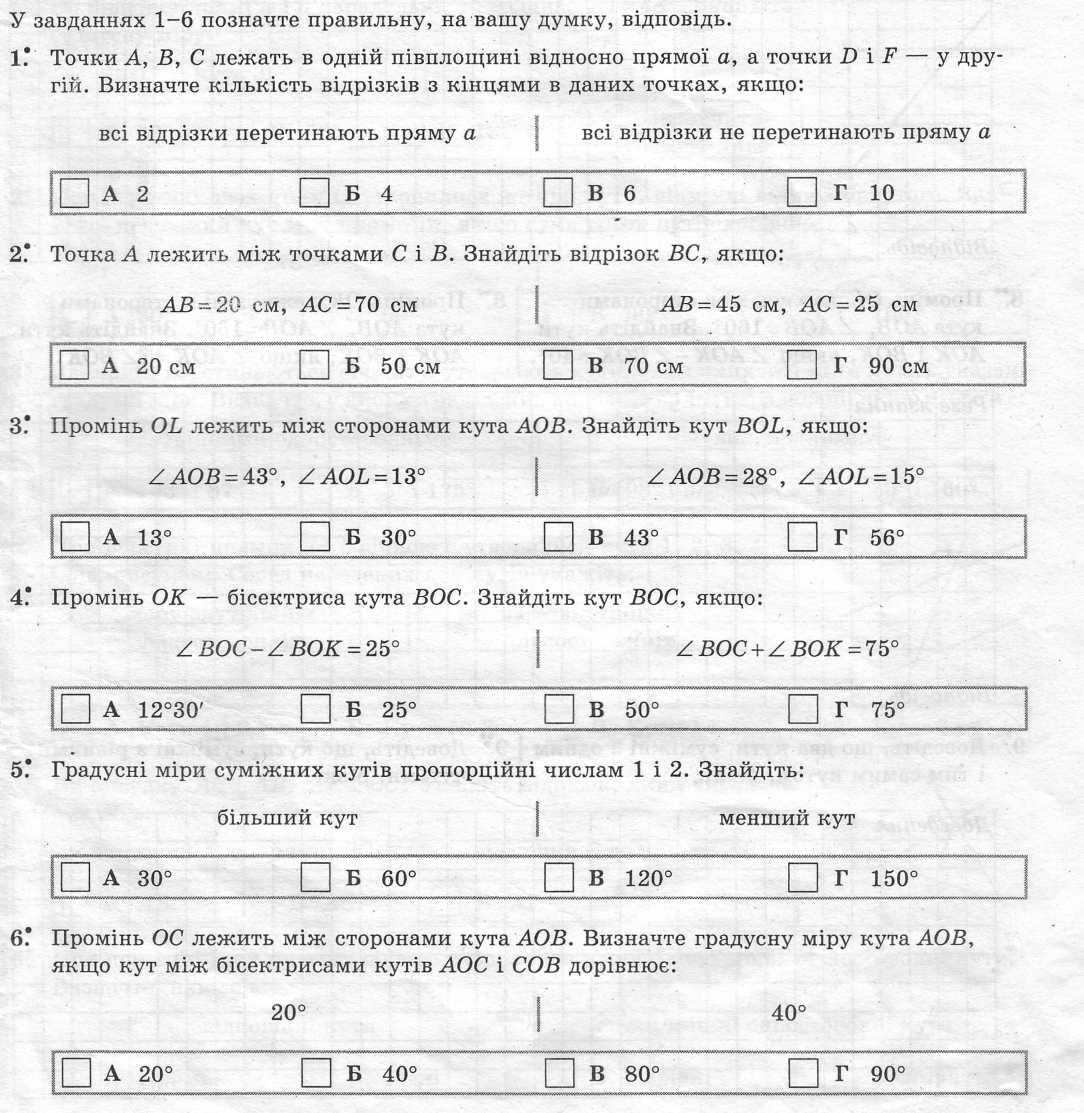 У завданнях 1–6 позначте правильну, на вашу думку, відповідь.
1.• Точки A, B, C лежать в одній півплощині відносно прямої a, а точки D і F — у дру-
гій. Визначте кількість відрізків з кінцями в даних точках, якщо:
всі відрізки перетинають пряму a | всі відрізки не перетинають пряму a
А 2 Б 4 В 6 Г 10
2.• Точка A лежить між точками C і B. Знайдіть відрізок BC, якщо:
AB=20 см, AC=70 см | AB=45 см, AC=25 см
А 20 см Б 50 см В 70 см Г 90 см
3.• Промінь OL лежить між сторонами кута AOB. Знайдіть кут BOL, якщо:
∠AOB=43°, ∠AOL=13° | ∠AOB=28°, ∠AOL=15°
А 13° Б 30° В 43° Г 56°
4.• Промінь OK — бісектриса кута BOC. Знайдіть кут BOC, якщо:
∠BOC−∠BOK=25° | ∠BOC+∠BOK=75°
А 12°30′ Б 25° В 50° Г 75°
5.• Градусні міри суміжних кутів пропорційні числам 1 і 2. Знайдіть:
більший кут | менший кут
А 30° Б 60° В 120° Г 150°
6.• Промінь OC лежить між сторонами кута AOB. Визначте градусну міру кута AOB,
якщо кут між бісектрисами кутів AOC і COB дорівнює:
20° | 40°
А 20° Б 40° В 80° Г 90°